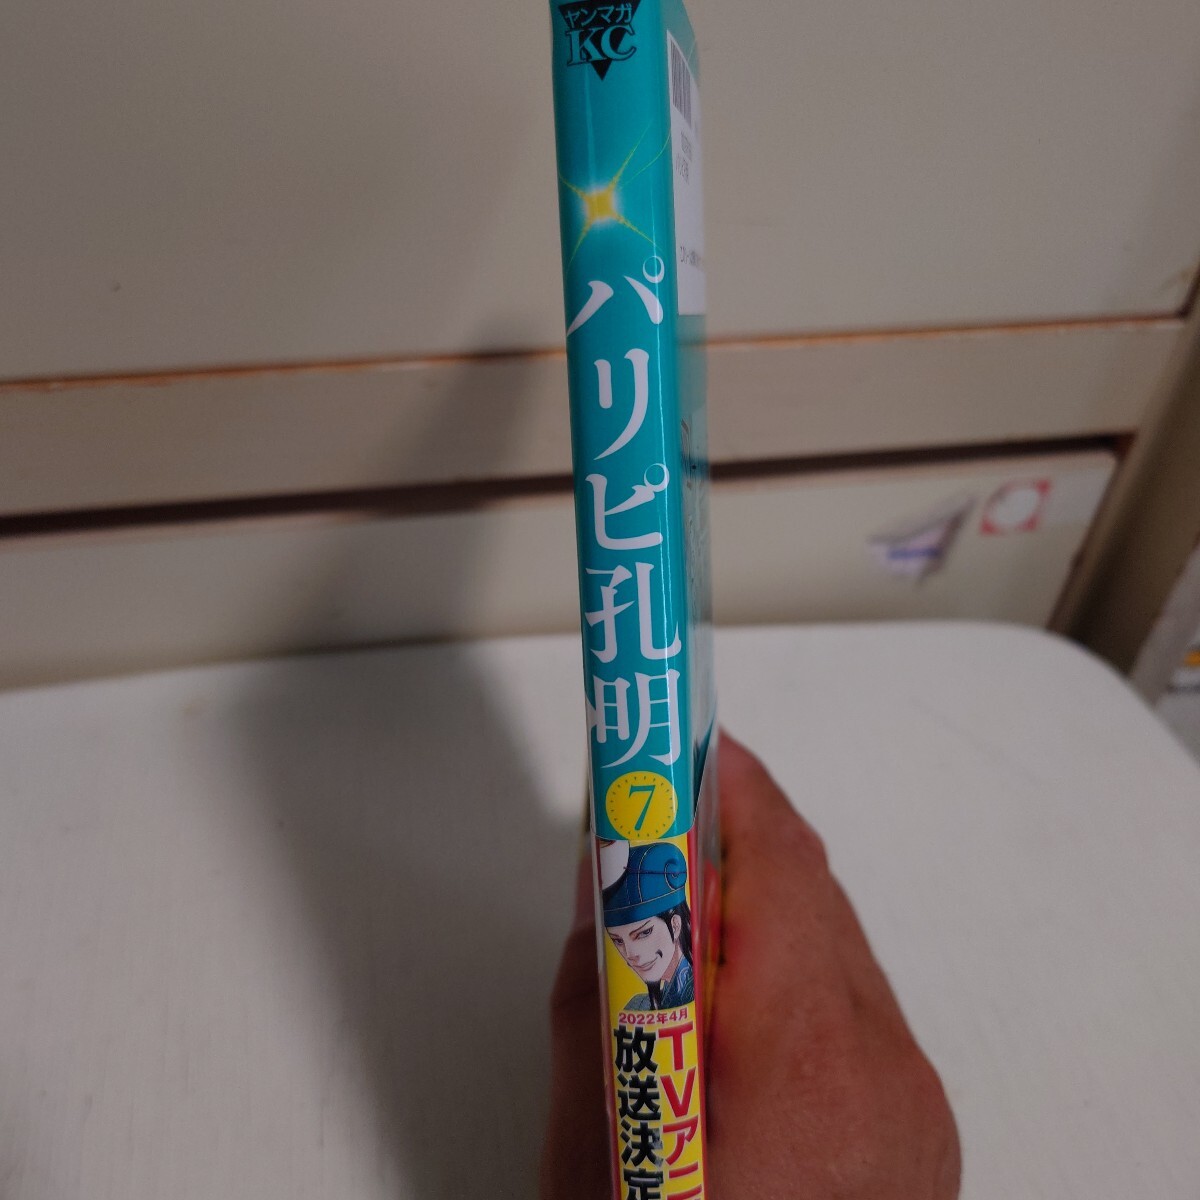 ヤンマガ
KC
パリピ孔明
7
2022年4月
TVアニ
放送決定